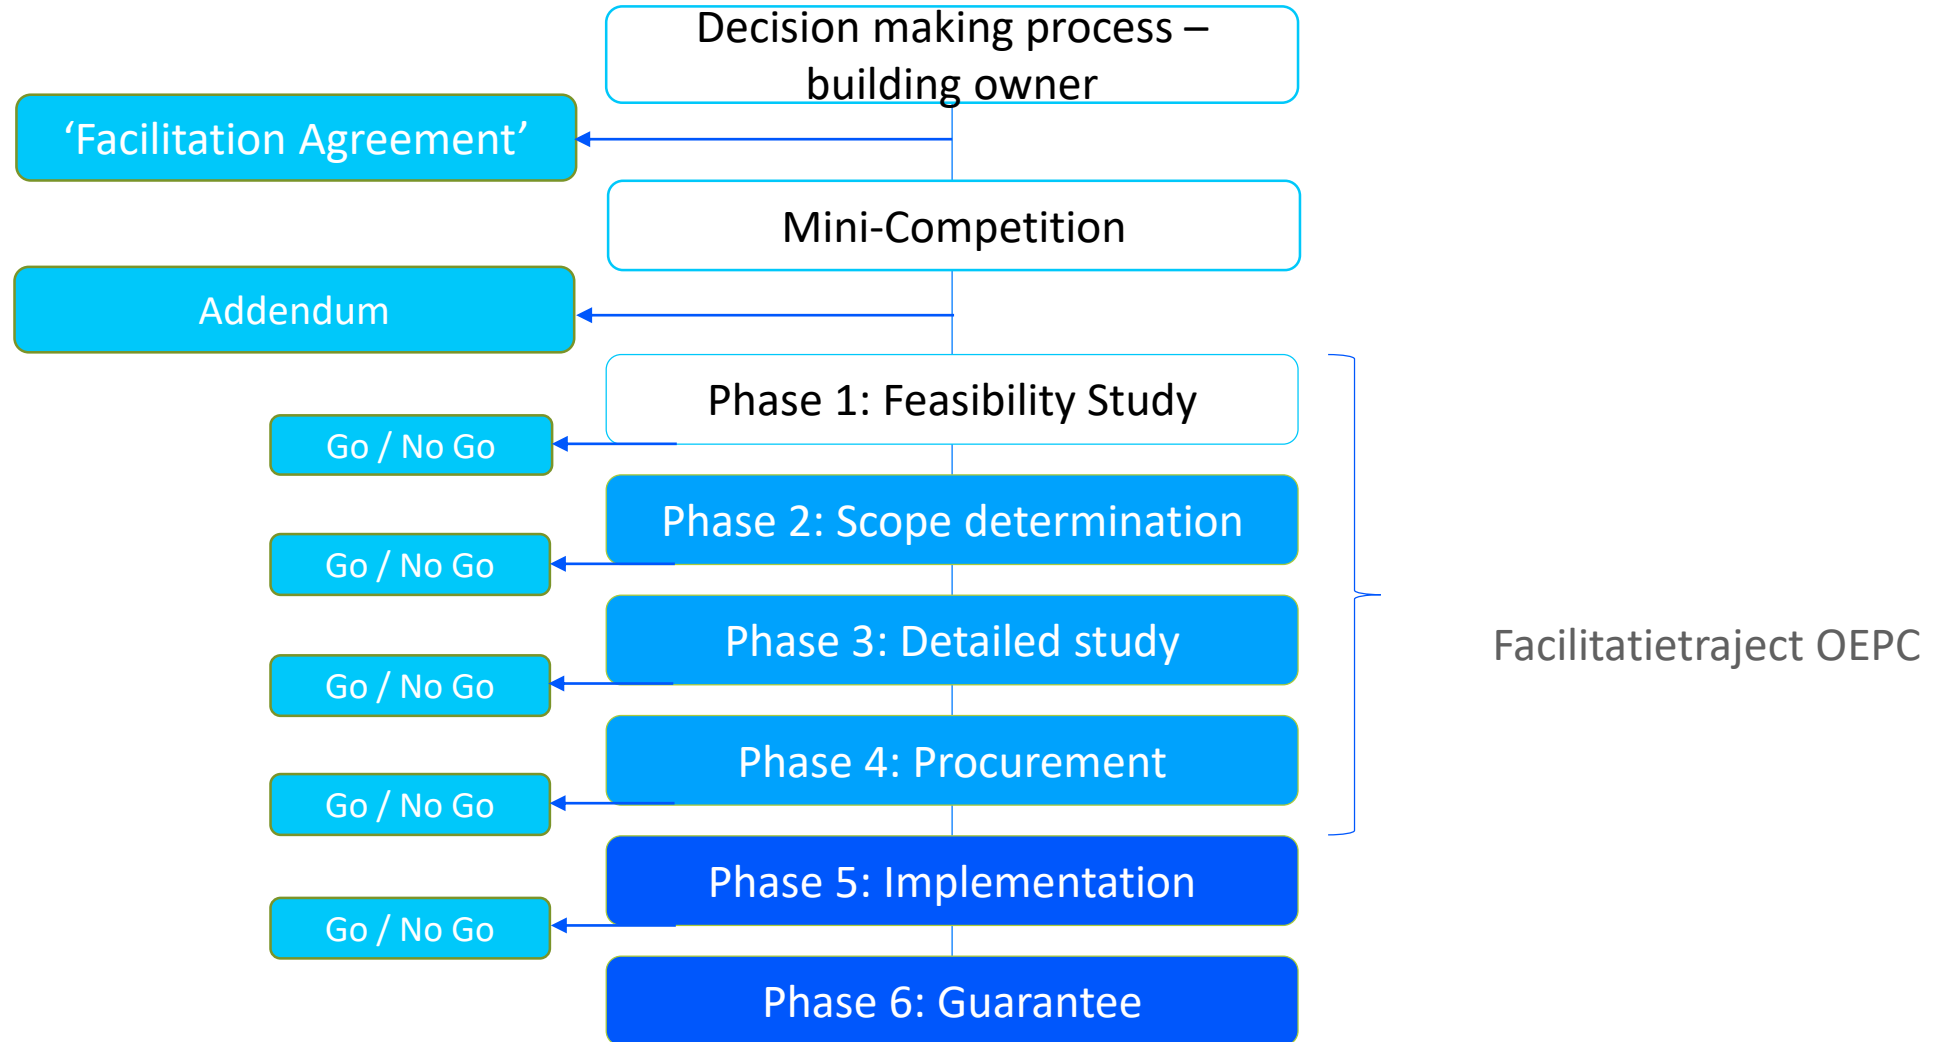 Decision making process –
building owner
‘Facilitation Agreement’
Mini-Competition
Addendum
Phase 1: Feasibility Study
Go / No Go
Phase 2: Scope determination
Go / No Go
Phase 3: Detailed study
Facilitatietraject OEPC
Go / No Go
Phase 4: Procurement
Go / No Go
Phase 5: Implementation
Go / No Go
Phase 6: Guarantee